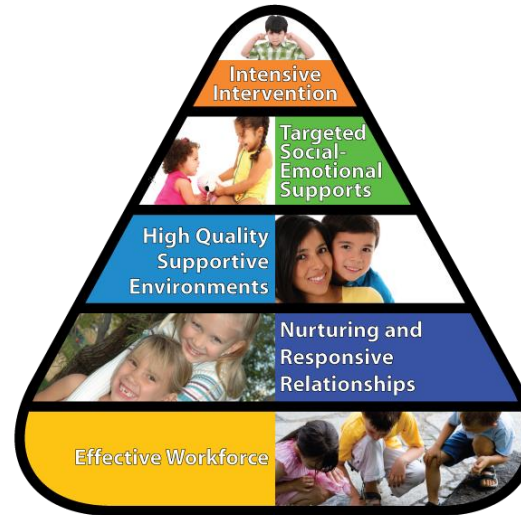 Intensive
Intervention
Targeted
Social-
Emotional
Supports
High Quality
Supportive
Environments
Nurturing and
Responsive
Relationships
Effective Workforce